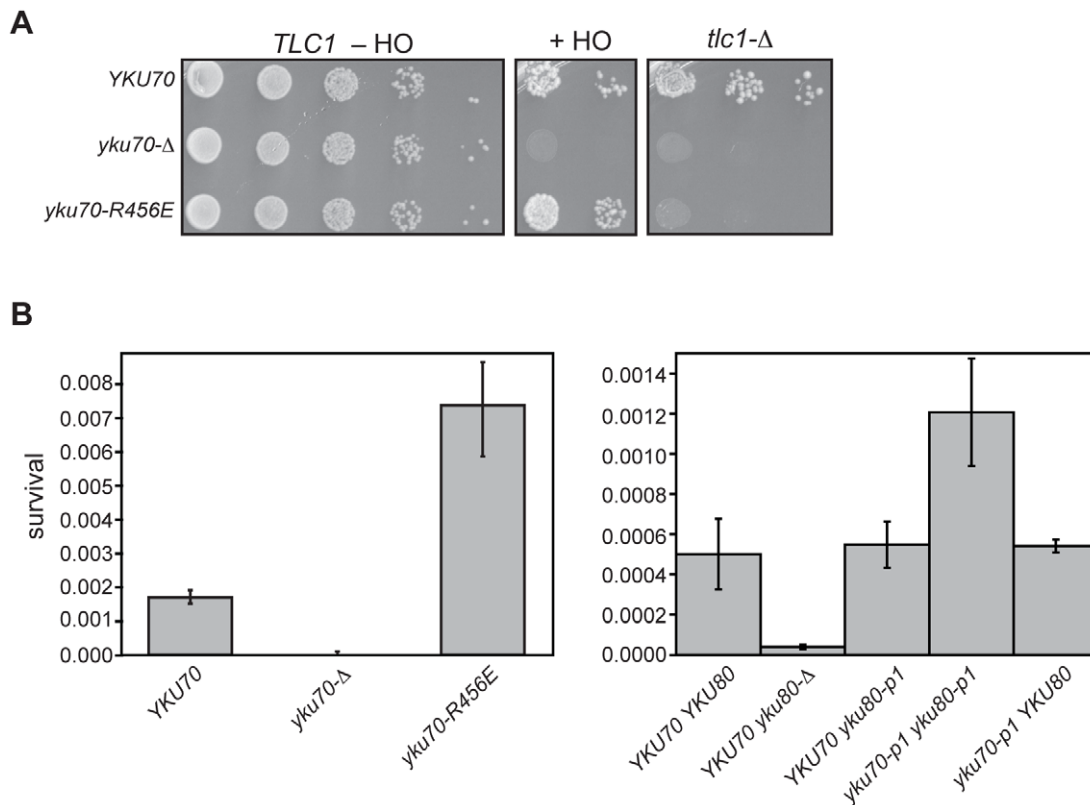 A
TLC1 – HO
+ HO
tlc1-Δ
YKU70
yku70-Δ
yku70-R456E
B
survival
0.008
0.007
0.006
0.005
0.004
0.003
0.002
0.001
0.000
YKU70
yku70-Δ
yku70-R456E
0.0014
0.0012
0.0010
0.0008
0.0006
0.0004
0.0002
0.0000
YKU70 YKU80
YKU70 yku80-Δ
YKU70 yku80-p1
yku70-p1 yku80-p1
yku70-p1 YKU80